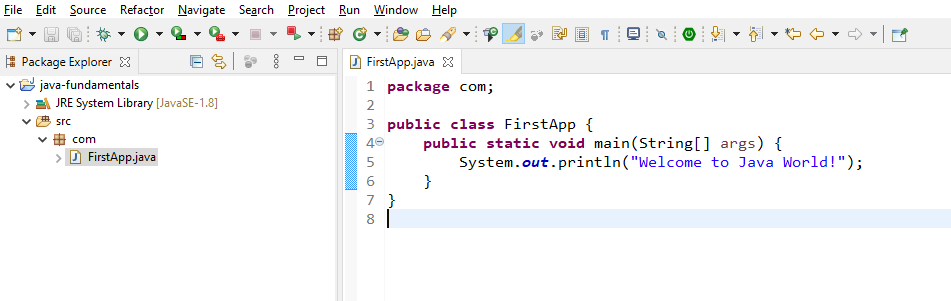 File Edit Source Refactor Navigate Search Project Run Window Help
Package Explorer
java-fundamentals
JRE System Library [JavaSE-1.8]
src
com
FirstApp.java
FirstApp.java
1 package com;
2
3 public class FirstApp {
4 public static void main(String[] args) {
5 System.out.println("Welcome to Java World!");
6 }
7 }
8